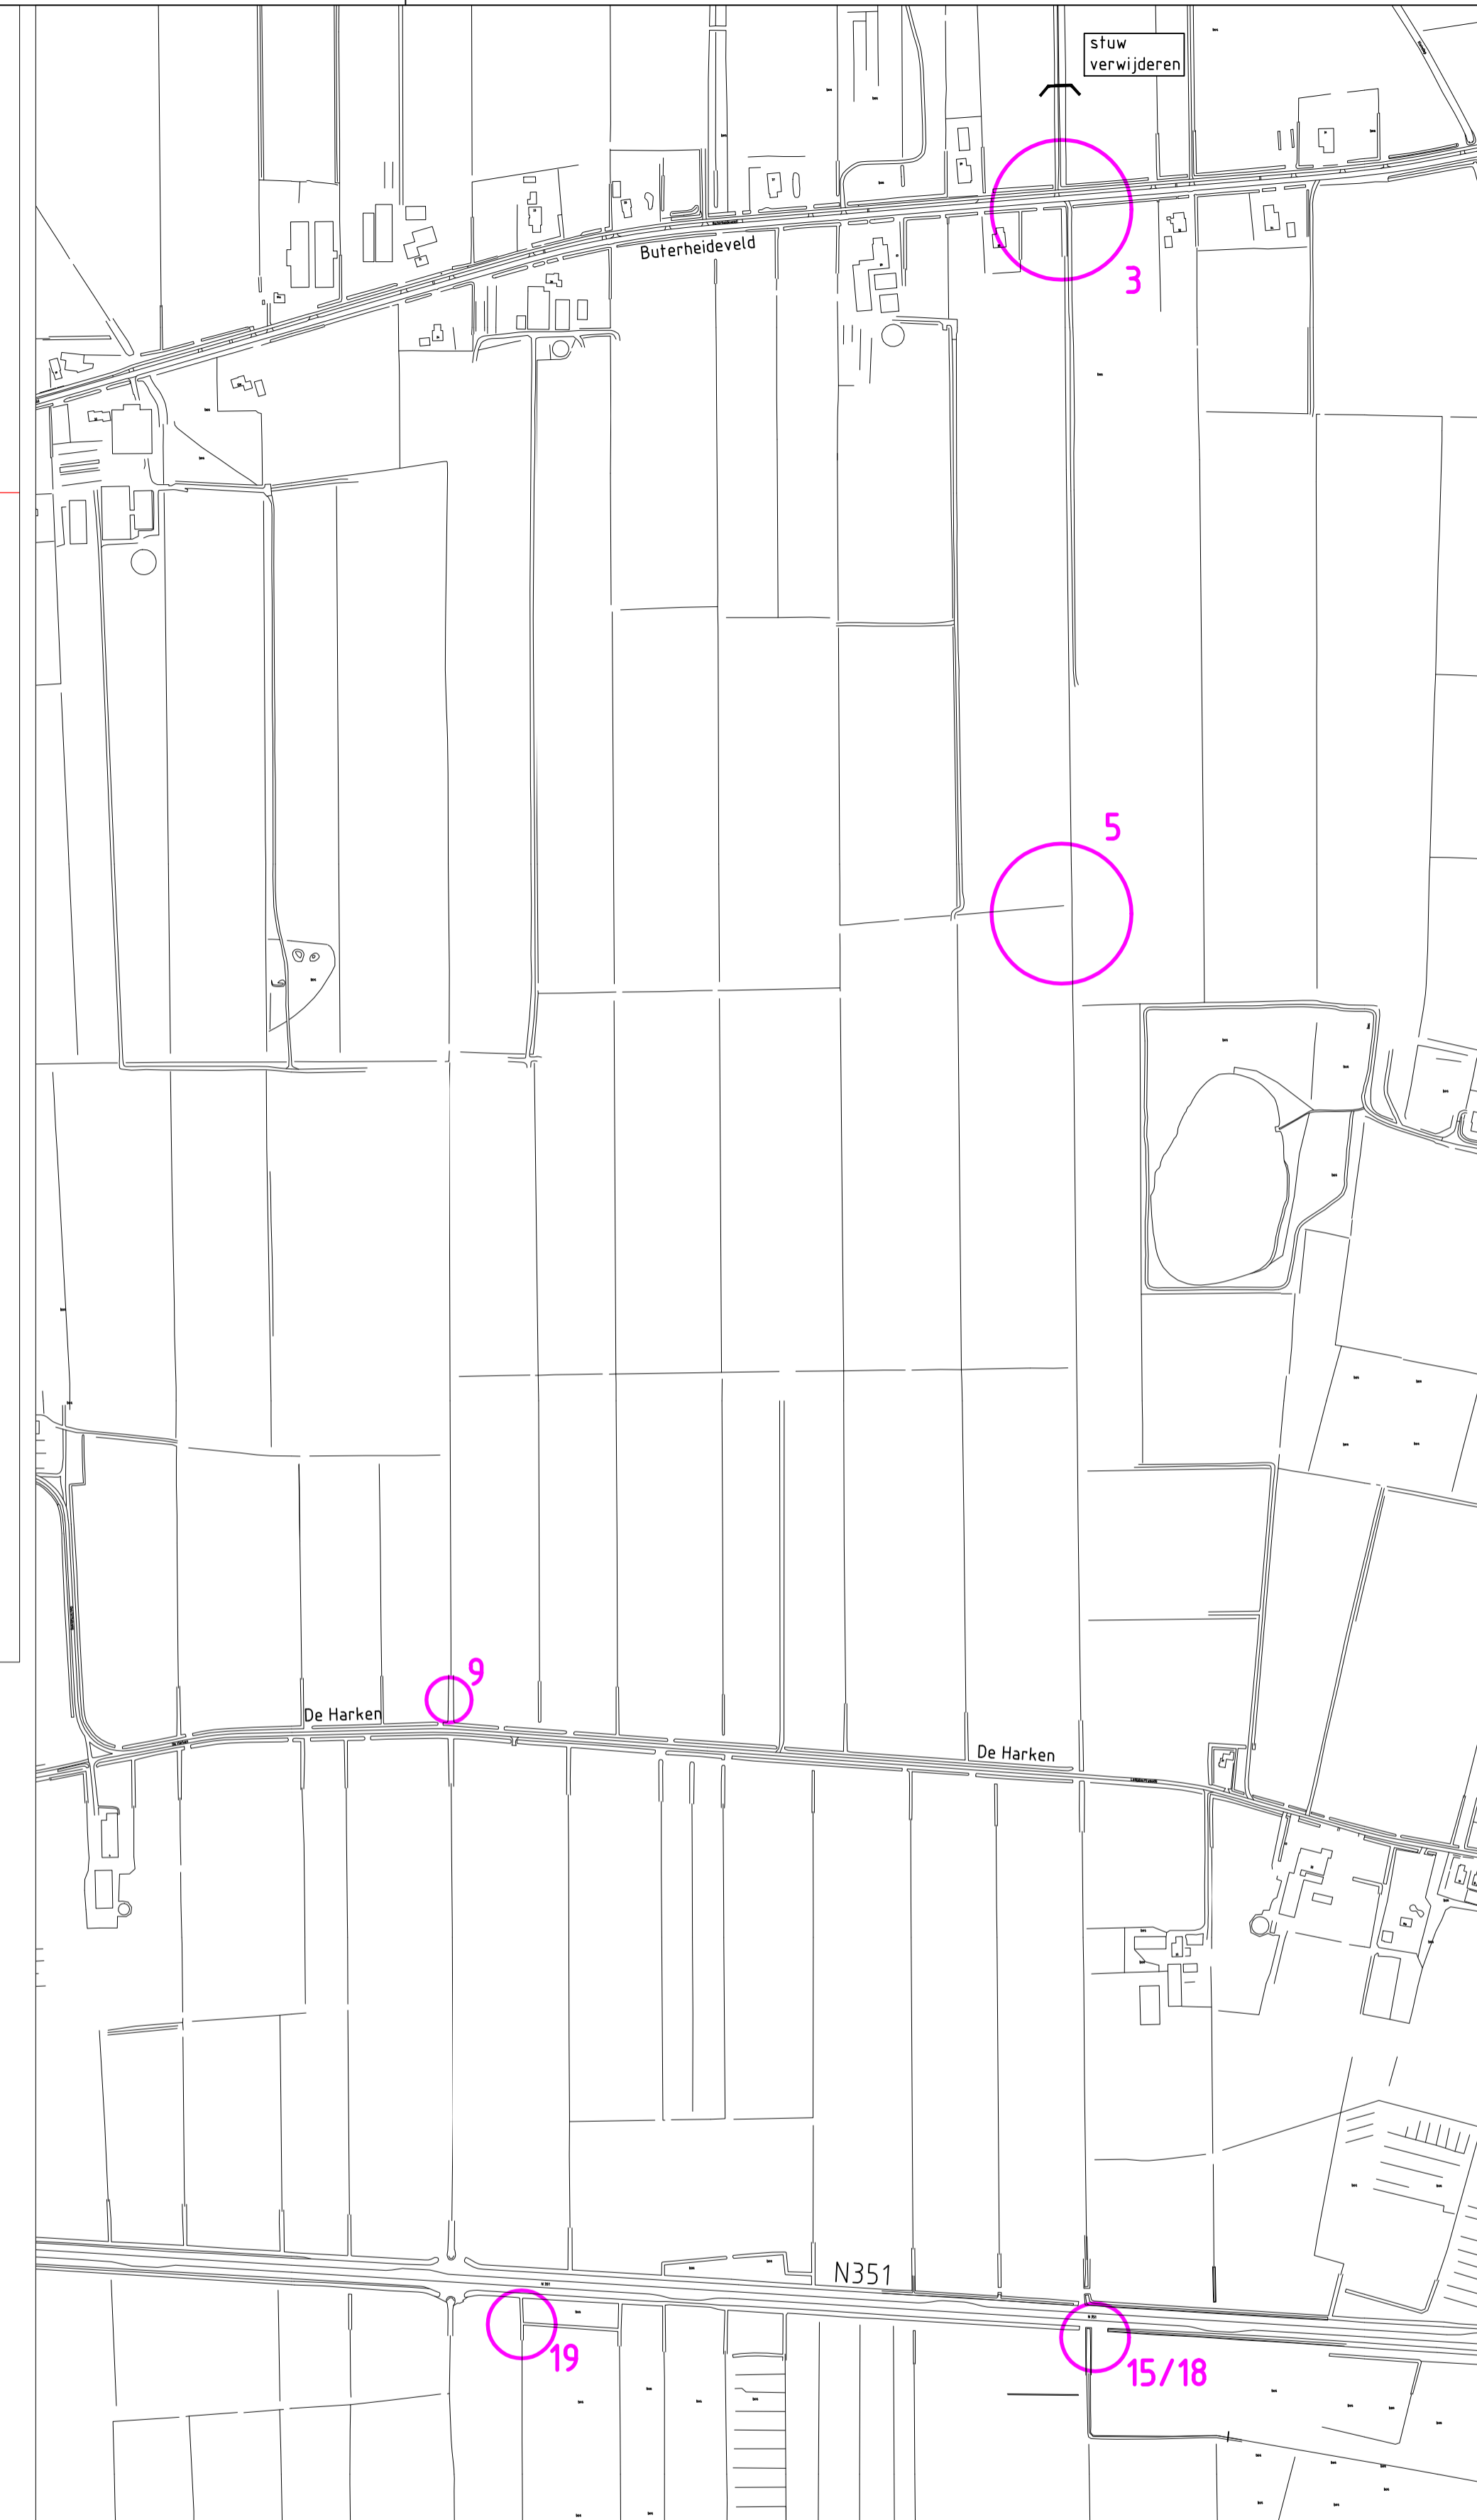 stuw
verwijderen
Buterheideveld
3
5
9
De Harken
De Harken
N351
19
15/18